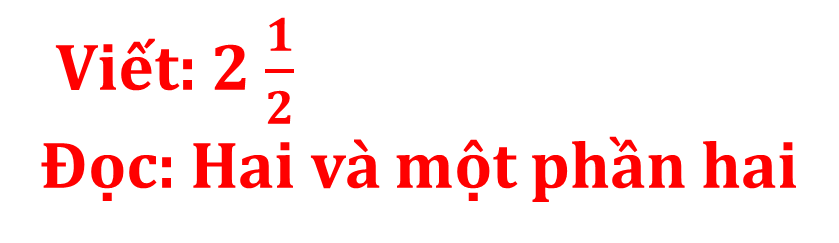 Viết: 2 1/2
Đọc: Hai và một phần hai